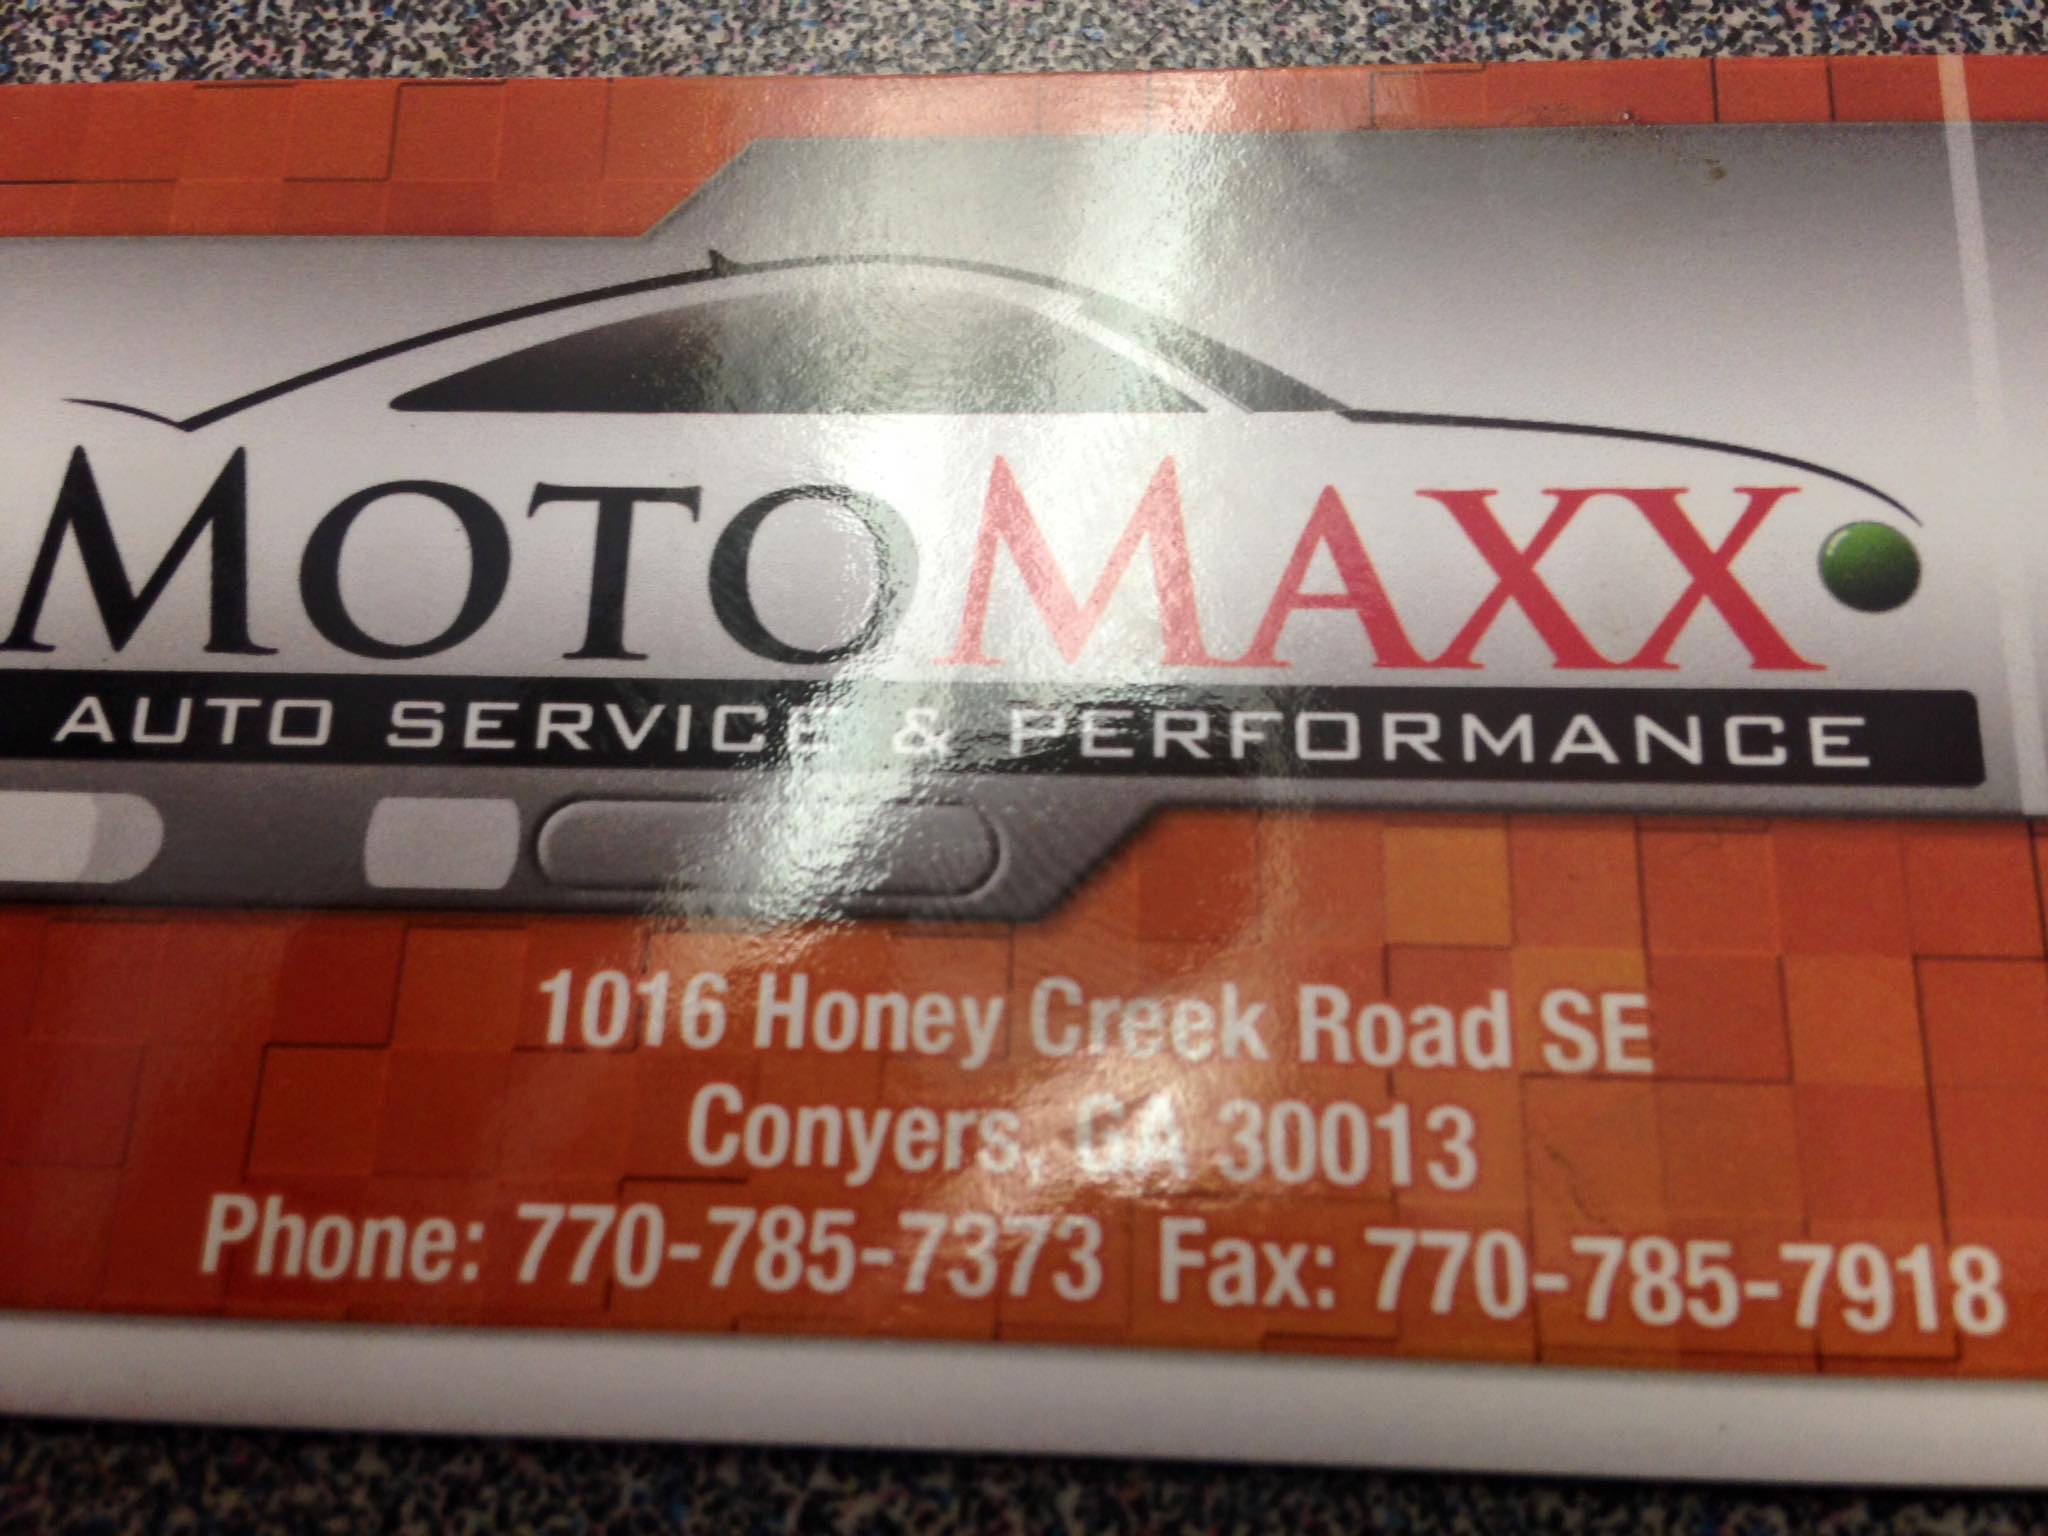 MOTOMAXX
AUTO SERVICE & PERFORMANCE
1016 Honey Creek Road SE
Conyers, GA 30013
Phone: 770-785-7373 Fax: 770-785-7918